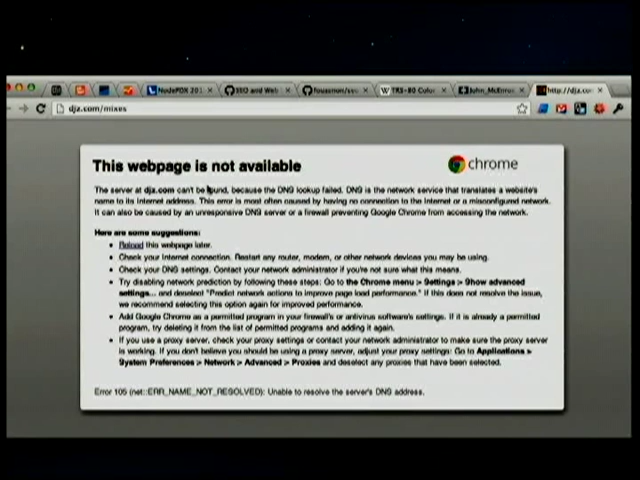 NodePDX 201
SEO and Web
TRS-80 Color
John_McEnroe
http://djz.co
djz.com/mixes
This webpage is not available
chrome
The server at djz.com can't be found, because the DNS lookup failed. DNS is the network service that translates a website's
name to its internet address. This error is most often caused by having no connection to the Internet or a misconfigured network.
It can also be caused by an unresponsive DNS server or a firewall preventing Google Chrome from accessing the network.
Here are some suggestions:
Reload this webpage later.
Check your Internet connection. Restart any router, modem, or other network devices you may be using.
Check your DNS settings. Contact your network administrator if you're not sure what this means.
Try disabling network prediction by following these steps: Go to the Chrome menu > Settings > Show advanced
settings... and deselect "Predict network actions to improve page load performance." If this does not resolve the issue,
we recommend selecting this option again for improved performance.
Add Google Chrome as a permitted program in your firewall's or antivirus software's settings. If it is already a permitted
program, try deleting it from the list of permitted programs and adding it again.
If you use a proxy server, check your proxy settings or contact your network administrator to make sure the proxy server
is working. If you don't believe you should be using a proxy server, adjust your proxy settings: Go to Applications >
System Preferences > Network > Advanced > Proxies and deselect any proxies that have been selected.
Error 105 (net::ERR_NAME_NOT_RESOLVED): Unable to resolve the server's DNS address.